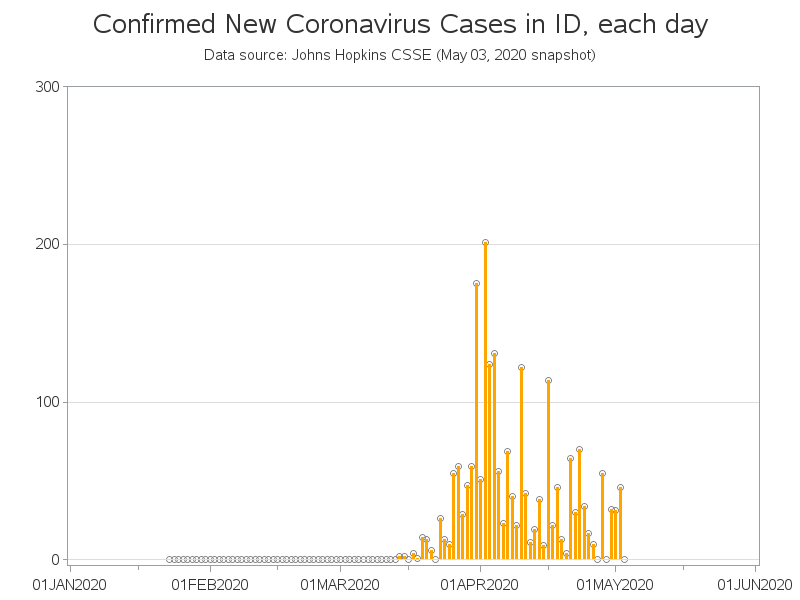 Confirmed New Coronavirus Cases in ID, each day
Data source: Johns Hopkins CSSE (May 03, 2020 snapshot)
300
200
100
0
01JAN2020 01FEB2020 01MAR2020 01APR2020 01MAY2020 01JUN2020